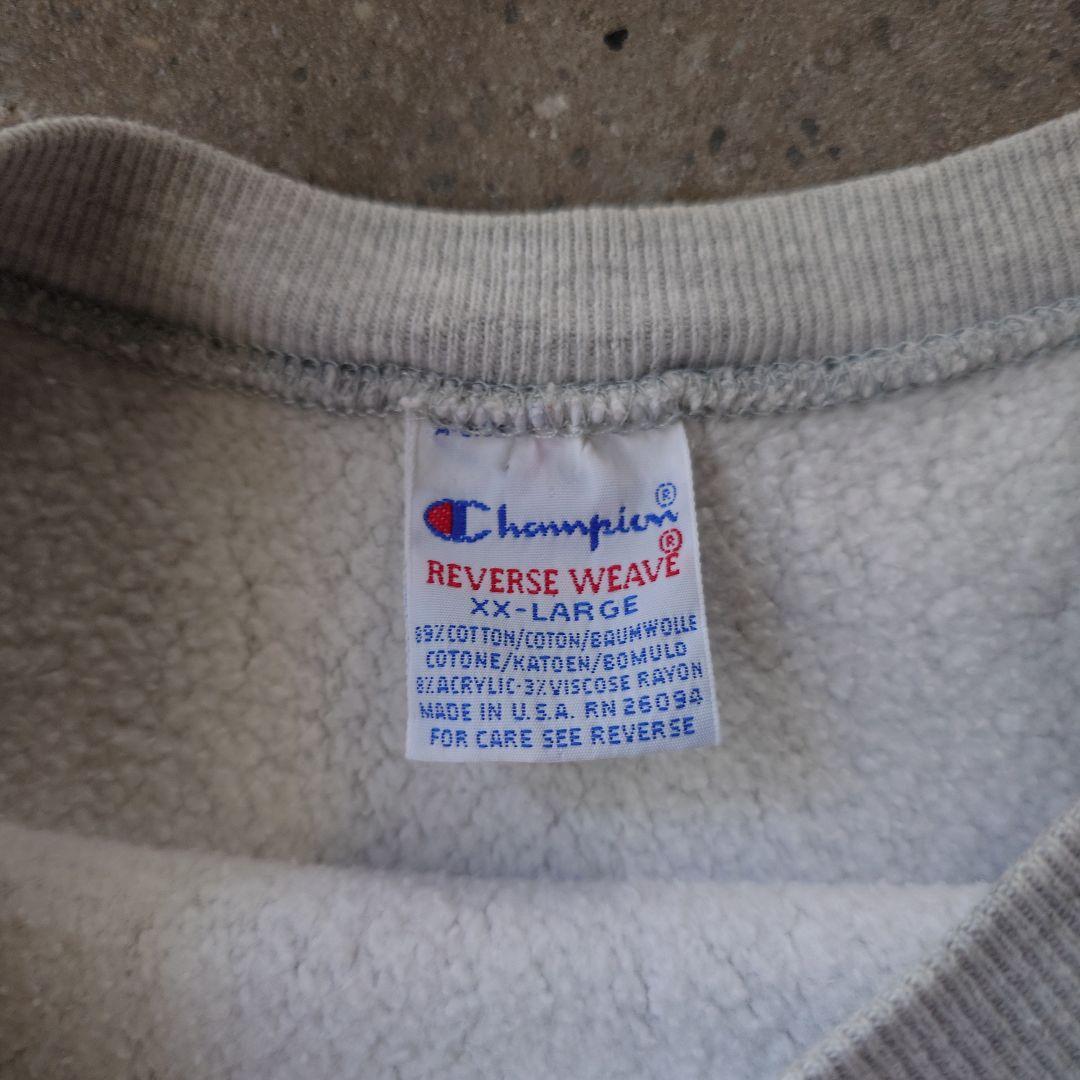 Champion®
REVERSE WEAVE®
XX-LARGE
89% COTTON/COTON/BAUMWOLLE
COTONE/KATOEN/BOMULD
8% ACRYLIC-3% VISCOSE RAYON
MADE IN U.S.A. RN 26094
FOR CARE SEE REVERSE